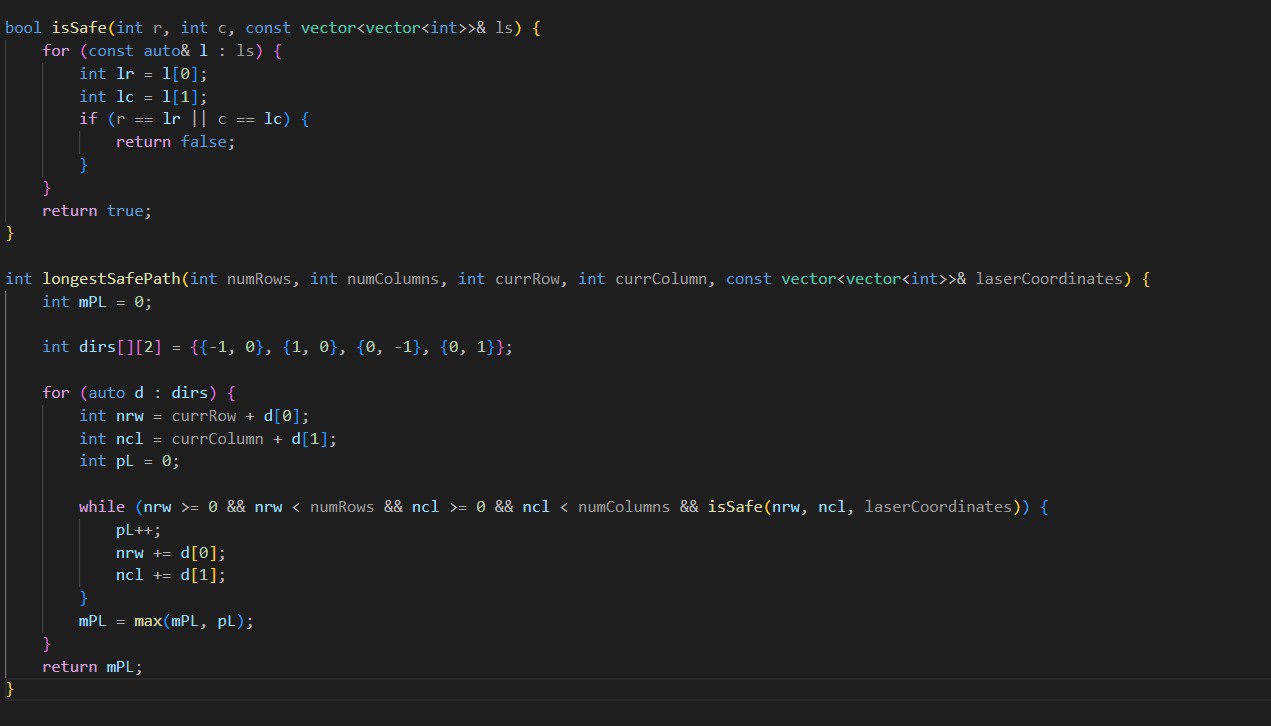 bool isSafe(int r, int c, const vector<vector<int>>& ls) {
    for (const auto& l : ls) {
        int lr = l[0];
        int lc = l[1];
        if (r == lr || c == lc) {
            return false;
        }
    }
    return true;
}

int longestSafePath(int numRows, int numColumns, int currRow, int currColumn, const vector<vector<int>>& laserCoordinates) {
    int mPL = 0;

    int dirs[][2] = {{-1, 0}, {1, 0}, {0, -1}, {0, 1}};

    for (auto d : dirs) {
        int nrw = currRow + d[0];
        int ncl = currColumn + d[1];
        int pL = 0;

        while (nrw >= 0 && nrw < numRows && ncl >= 0 && ncl < numColumns && isSafe(nrw, ncl, laserCoordinates)) {
            pL++;
            nrw += d[0];
            ncl += d[1];
        }
        mPL = max(mPL, pL);
    }
    return mPL;
}